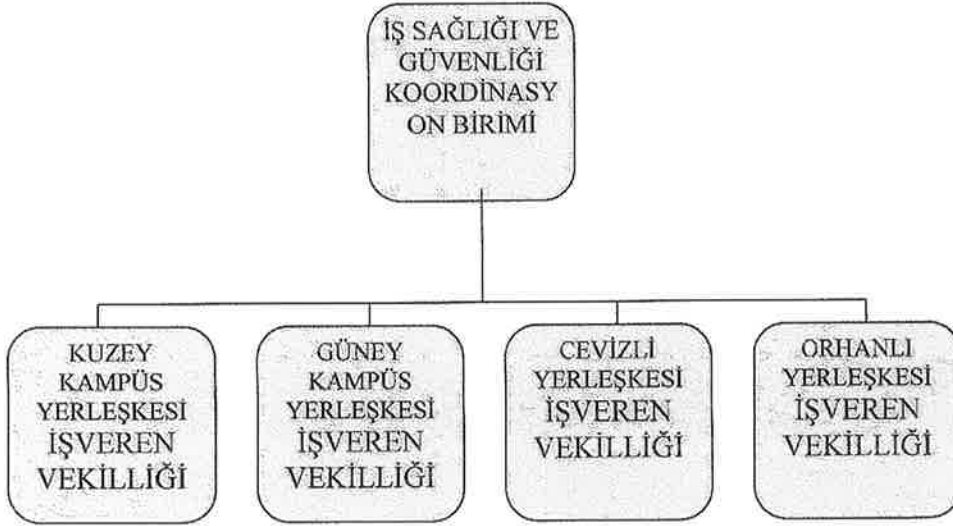 İŞ SAĞLIĞI VE
GÜVENLİĞİ
KOORDİNASY
ON BİRİMİ
KUZEY
KAMPÜS
YERLEŞKESİ
İŞVEREN
VEKİLLİĞİ
GÜNEY
KAMPÜS
YERLEŞKESİ
İŞVEREN
VEKİLLİĞİ
CEVİZLİ
YERLEŞKESİ
İŞVEREN
VEKİLLİĞİ
ORHANLI
YERLEŞKESİ
İŞVEREN
VEKİLLİĞİ